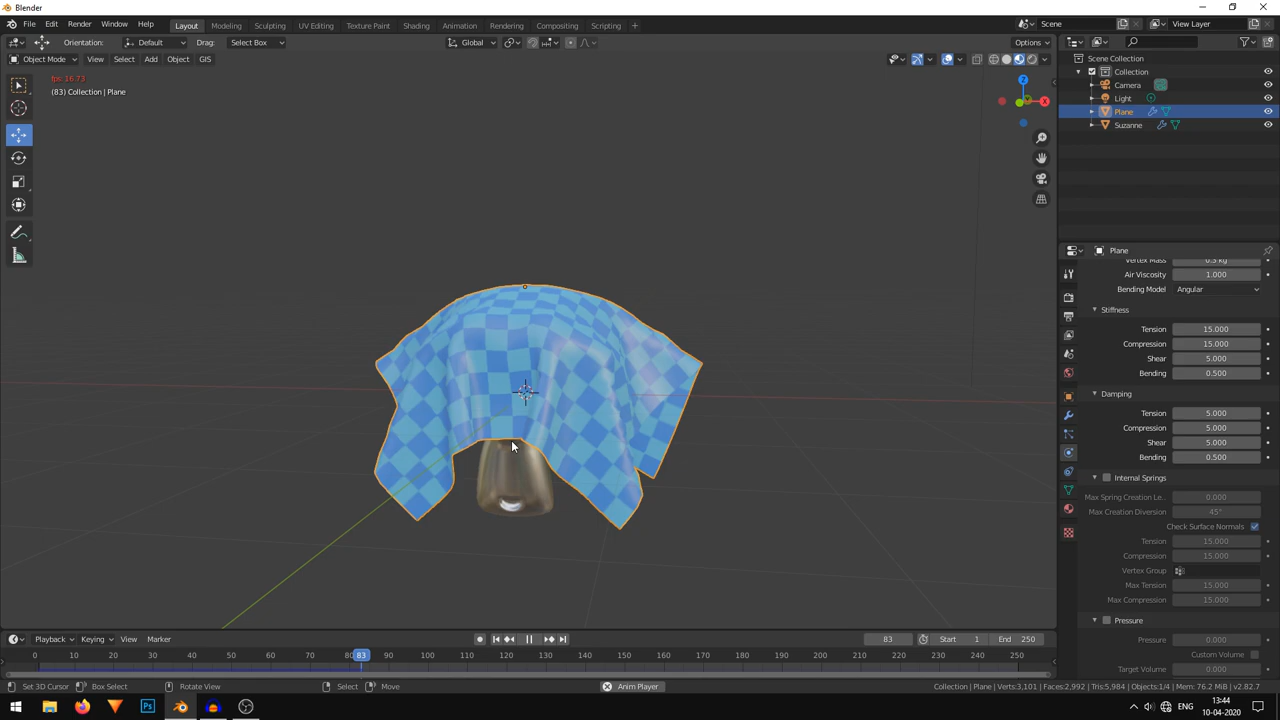 Blender
File Edit Render Window Help
Layout Modeling Sculpting UV Editing Texture Paint Shading Animation Rendering Compositing Scripting +
Scene View Layer
Orientation: Default Drag: Select Box Global Options
Object Mode View Select Add Object GIS
fps: 16.73
(83) Collection | Plane
Z
X
Scene Collection
Collection
Camera
Light
Plane
Suzanne
Plane
Vertex Mass 0.3 kg
Air Viscosity 1.000
Bending Model Angular
Stiffness
Tension 15.000
Compression 15.000
Shear 5.000
Bending 0.500
Damping
Tension 5.000
Compression 5.000
Shear 5.000
Bending 0.500
Internal Springs
Max Spring Creation Le... 0.000
Max Creation Diversion 45°
Check Surface Normals
Tension 15.000
Compression 15.000
Vertex Group
Max Tension 15.000
Max Compression 15.000
Pressure
Pressure 0.000
Custom Volume
Target Volume 0.000
Playback Keying View Marker 83 Start 1 End 250
0 10 20 30 40 50 60 70 80 83 90 100 110 120 130 140 150 160 170 180 190 200 210 220 230 240 250
Set 3D Cursor Box Select Rotate View Select Move Anim Player Collection | Plane | Verts:3,101 | Faces:2,992 | Tris:5,984 | Objects:1/4 | Mem: 76.2 MiB | v2.82.7
Ps ENG 13:44
10-04-2020